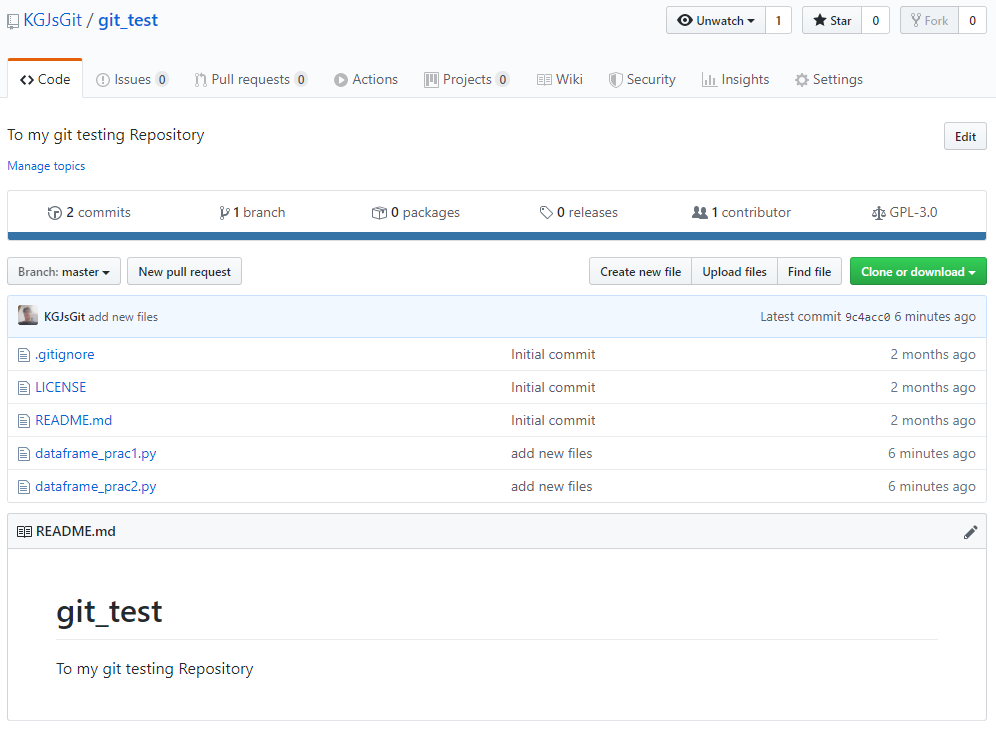 KGJsGit / git_test Unwatch 1 Star 0 Fork 0
Code Issues 0 Pull requests 0 Actions Projects 0 Wiki Security Insights Settings
To my git testing Repository Edit
Manage topics
2 commits 1 branch 0 packages 0 releases 1 contributor GPL-3.0
Branch: master New pull request Create new file Upload files Find file Clone or download
KGJsGit add new files Latest commit 9c4acc0 6 minutes ago
.gitignore Initial commit 2 months ago
LICENSE Initial commit 2 months ago
README.md Initial commit 2 months ago
dataframe_prac1.py add new files 6 minutes ago
dataframe_prac2.py add new files 6 minutes ago
README.md
git_test
To my git testing Repository